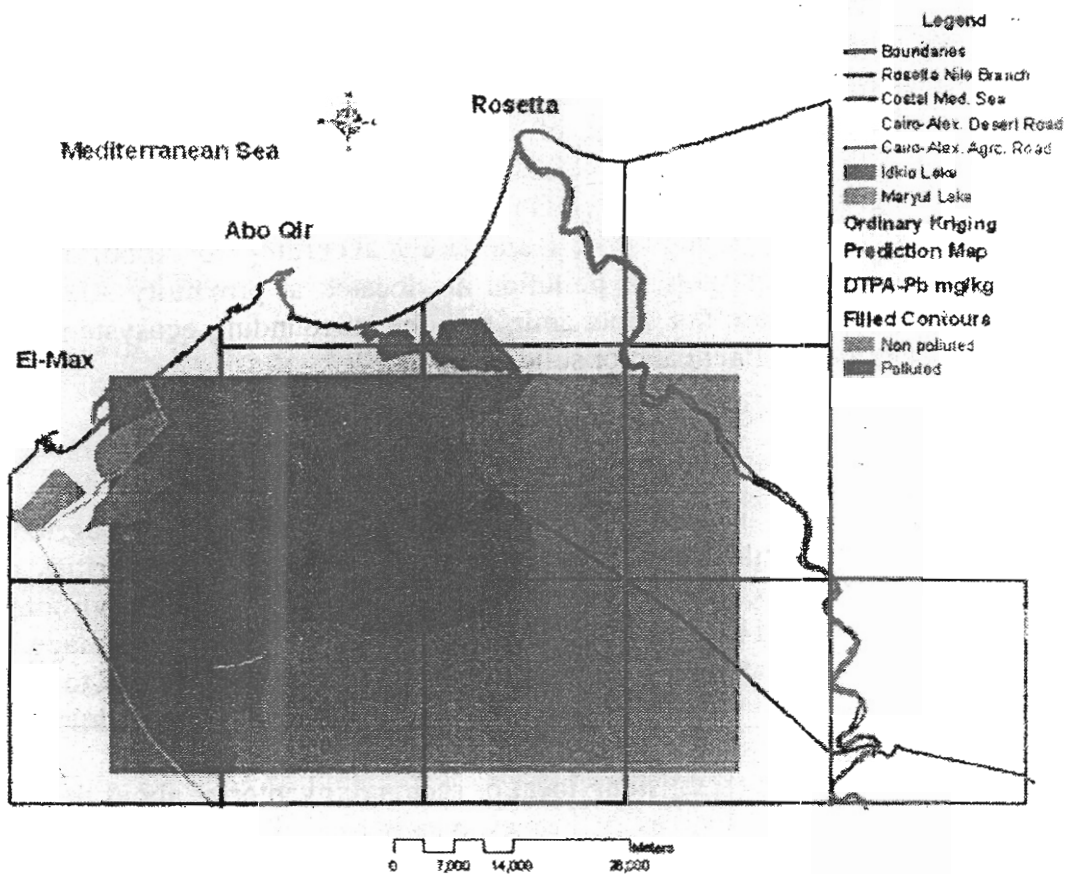 Legend
Boundaries
Rosetta Nile Branch
Costal Med. Sea
Cairo-Alex. Desert Road
Cairo-Alex. Agrc. Road
Idkio Lake
Maryut Lake
Ordinary Kriging
Prediction Map
DTPA-Pb mg/kg
Filled Contours
Non polluted
Polluted
Rosetta
Mediterranean Sea
Abo Qir
El-Max
Meters
0 7,000 14,000 28,000